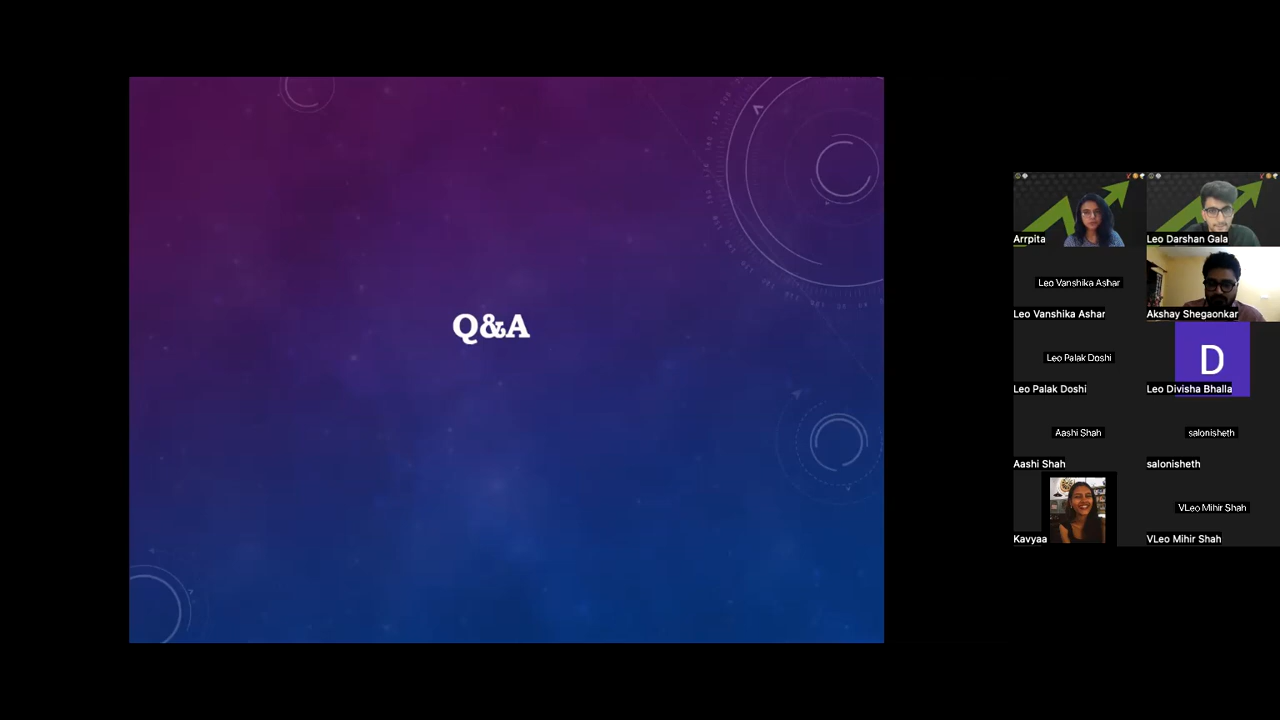 Q&A
Arrpita
Leo Darshan Gala
Leo Vanshika Ashar
Leo Vanshika Ashar
Akshay Shegaonkar
Leo Palak Doshi
D
Leo Palak Doshi
Leo Divisha Bhalla
Aashi Shah
salonisheth
Aashi Shah
salonisheth
VLeo Mihir Shah
Kavyaa
VLeo Mihir Shah